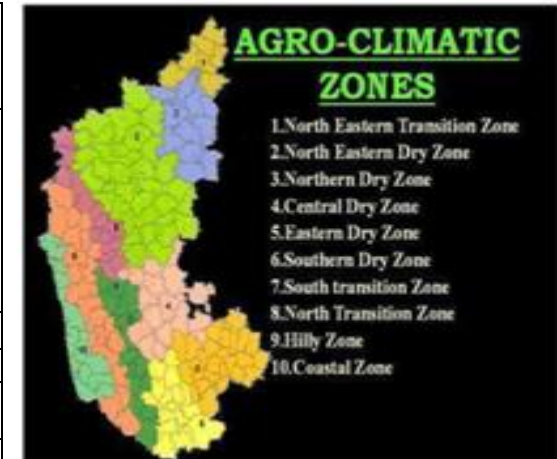 AGRO-CLIMATIC
ZONES
1.North Eastern Transition Zone
2.North Eastern Dry Zone
3.Northern Dry Zone
4.Central Dry Zone
5.Eastern Dry Zone
6.Southern Dry Zone
7.South transition Zone
8.North Transition Zone
9.Hilly Zone
10.Coastal Zone